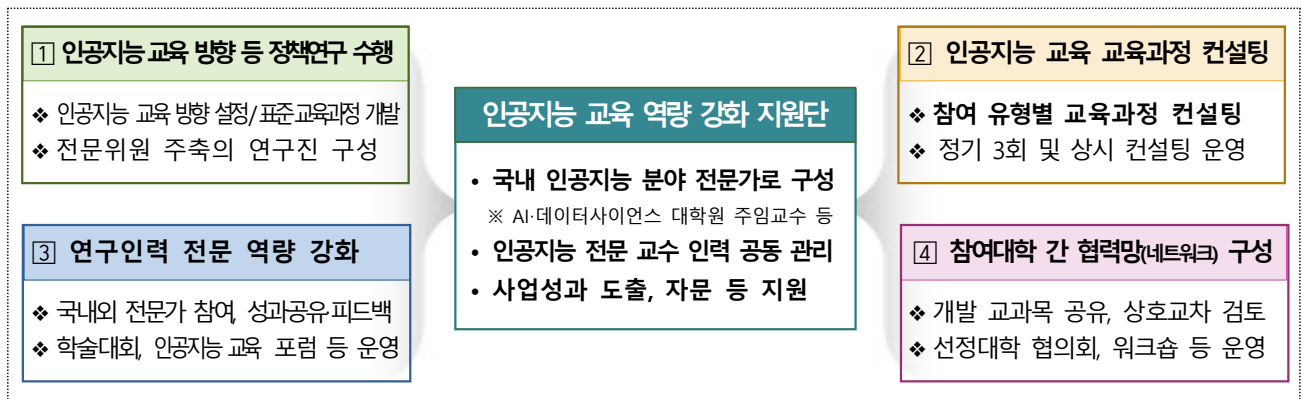 1 인공지능 교육 방향 등 정책연구 수행
❖ 인공지능 교육 방향 설정/표준교육과정 개발
❖ 전문위원 주축의 연구진 구성
2 인공지능 교육 교육과정 컨설팅
❖ 참여 유형별 교육과정 컨설팅
❖ 정기 3회 및 상시 컨설팅 운영
인공지능 교육 역량 강화 지원단
• 국내 인공지능 분야 전문가로 구성
※ AI·데이터사이언스 대학원 주임교수 등
• 인공지능 전문 교수 인력 공동 관리
• 사업성과 도출, 자문 등 지원
3 연구인력 전문 역량 강화
❖ 국내외 전문가 참여, 성과공유·피드백
❖ 학술대회, 인공지능 교육 포럼 등 운영
4 참여대학 간 협력망(네트워크) 구성
❖ 개발 교과목 공유, 상호교차 검토
❖ 선정대학 협의회, 워크숍 등 운영